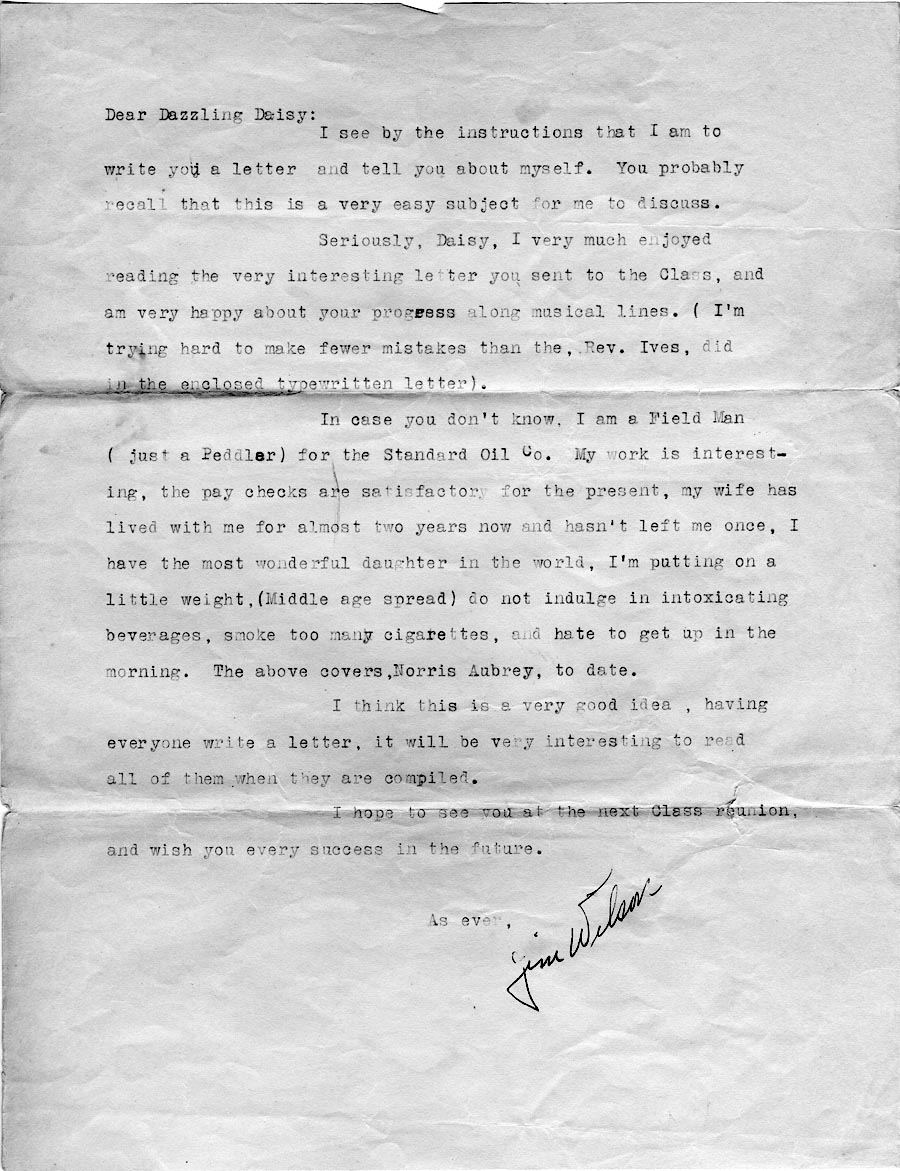 Dear Dazzling Daisy:
I see by the instructions that I am to
write you a letter and tell you about myself. You probably
recall that this is a very easy subject for me to discuss.
Seriously, Daisy, I very much enjoyed
reading the very interesting letter you sent to the Class, and
am very happy about your progress along musical lines. ( I'm
trying hard to make fewer mistakes than the, Rev. Ives, did
in the enclosed typewritten letter).
In case you don't know, I am a Field Man
( just a Peddler) for the Standard Oil Co. My work is interest-
ing, the pay checks are satisfactory for the present, my wife has
lived with me for almost two years now and hasn't left me once, I
have the most wonderful daughter in the world, I'm putting on a
little weight,(Middle age spread) do not indulge in intoxicating
beverages, smoke too many cigarettes, and hate to get up in the
morning. The above covers,Norris Aubrey, to date.
I think this is a very good idea , having
everyone write a letter, it will be very interesting to read
all of them when they are compiled.
I hope to see you at the next Class reunion,
and wish you every success in the future.
As ever,
Jim Wilson